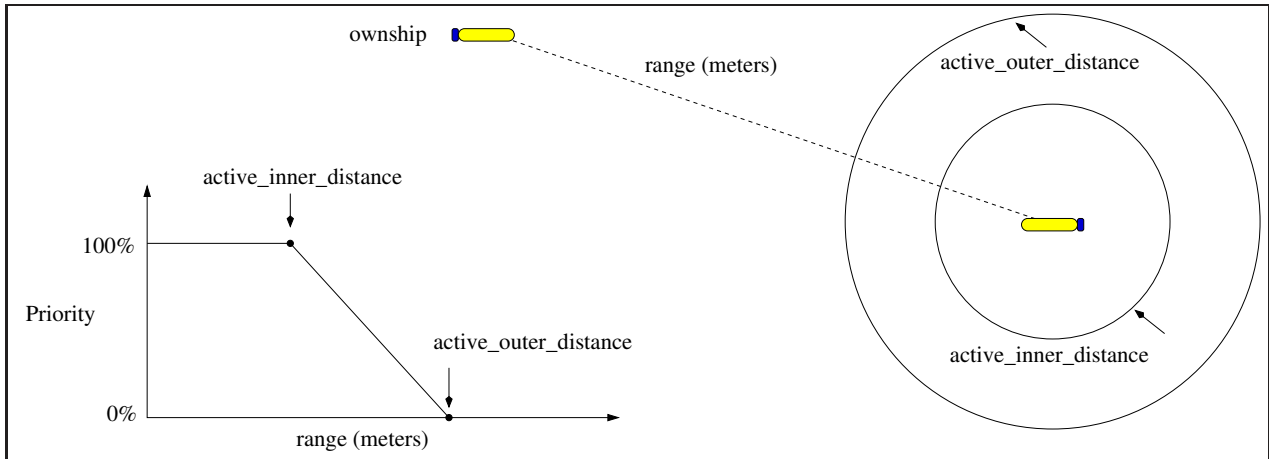 ownship
range (meters)
active_outer_distance
active_inner_distance
active_inner_distance
100%
Priority
active_outer_distance
0%
range (meters)